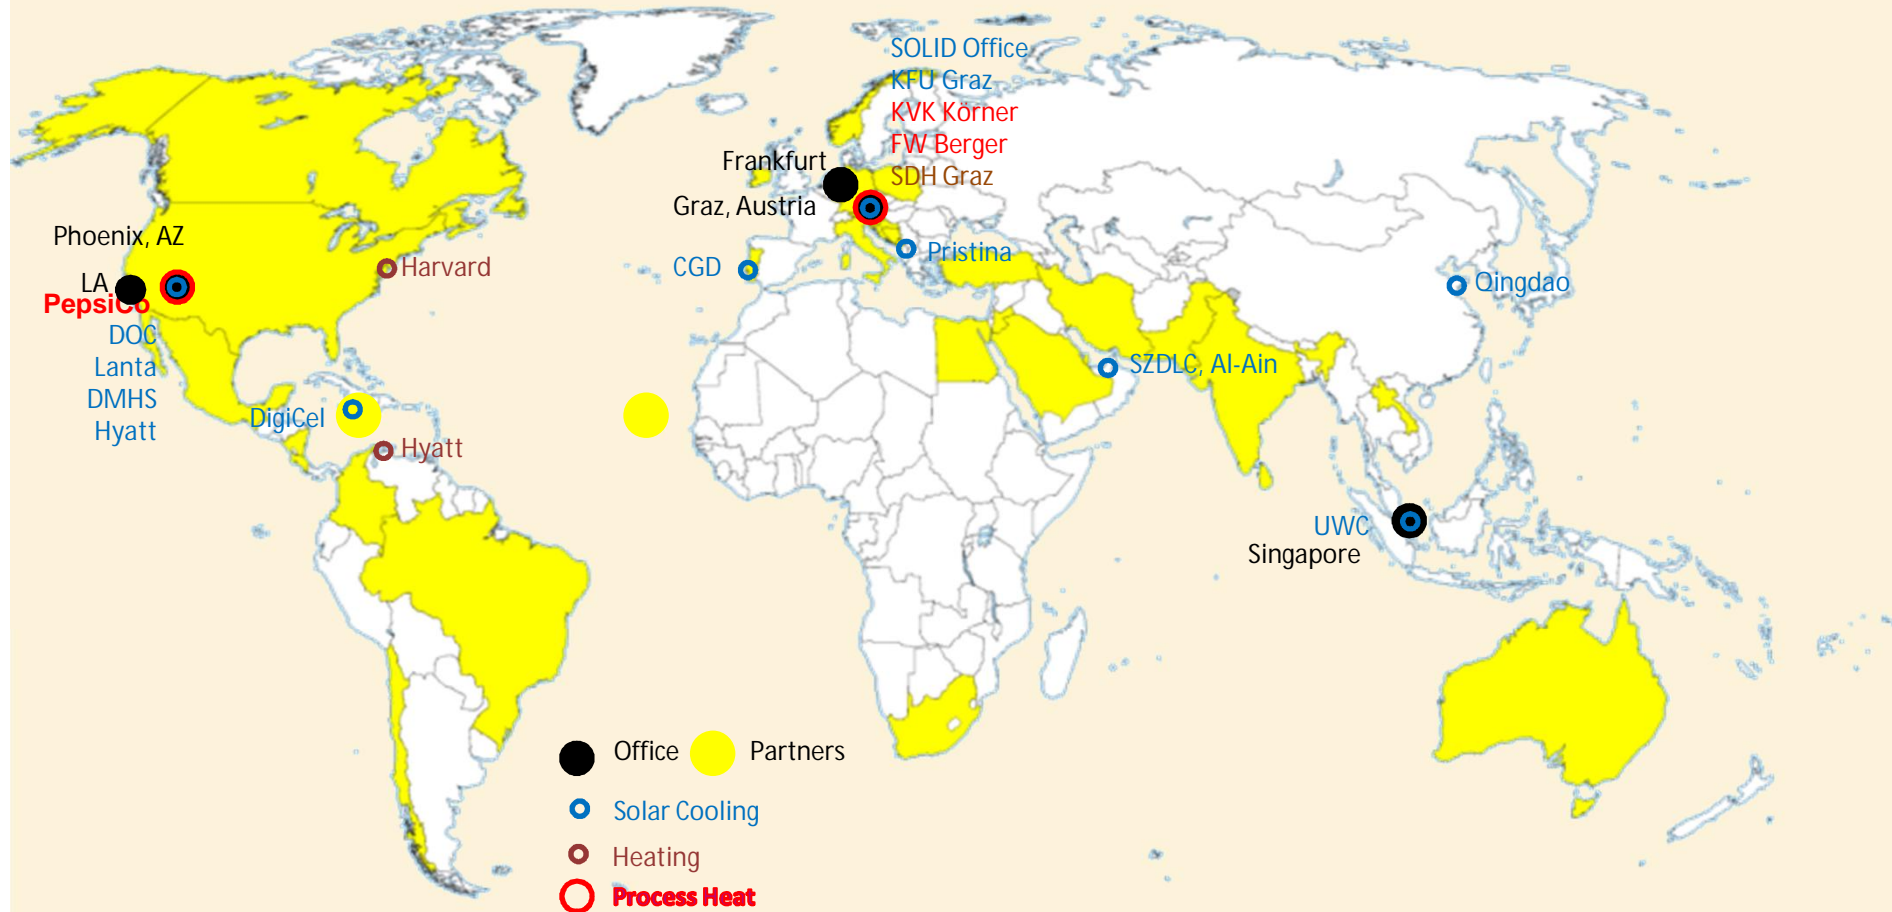 SOLID Office
KFU Graz
KVK Körner
FW Berger
SDH Graz
Frankfurt
Graz, Austria
Phoenix, AZ
LA
PepsiCo
DOC
Lanta
DMHS
Hyatt
Harvard
CGD
Pristina
Qingdao
SZDLC, Al-Ain
DigiCel
Hyatt
UWC
Singapore
Office
Partners
Solar Cooling
Heating
Process Heat